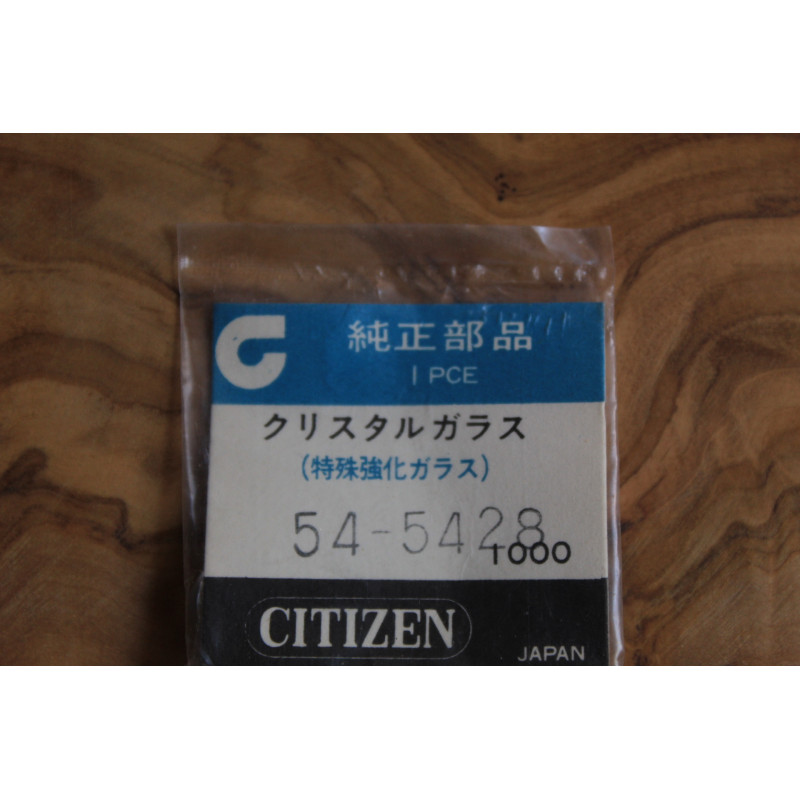 純正部品
1 PCE
クリスタルガラス
(特殊強化ガラス)
54-5428
1000
CITIZEN
JAPAN